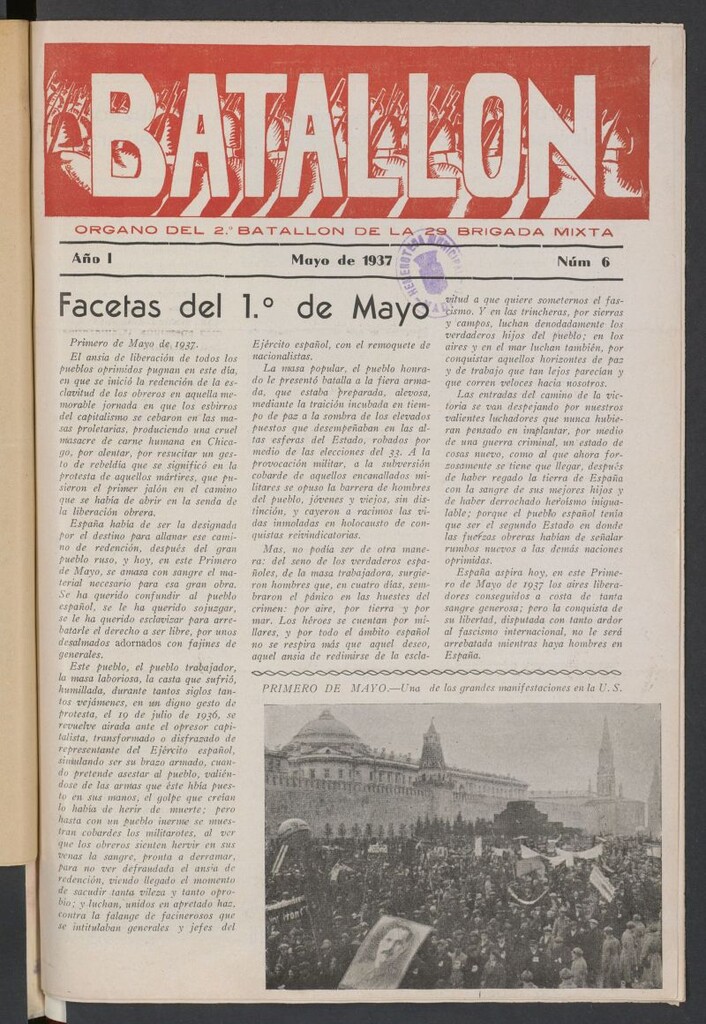 BATALLON
ORGANO DEL 2.º BATALLON DE LA 29 BRIGADA MIXTA
Año I Mayo de 1937 Núm 6
HEMEROTECA MUNICIPAL
Facetas del 1.º de Mayo
Primero de Mayo de 1937.
El ansia de liberación de todos los
pueblos oprimidos pugnan en este día,
en que se inició la redención de la es-
clavitud de los obreros en aquella me-
morable jornada en que los esbirros
del capitalismo se cebaron en las ma-
sas proletarias, produciendo una cruel
masacre de carne humana en Chica-
go, por alentar, por resucitar un ges-
to de rebeldía que se significó en la
protesta de aquellos mártires, que pu-
sieron el primer jalón en el camino
que se había de abrir en la senda de
la liberación obrera.
España había de ser la designada
por el destino para allanar ese cami-
no de redención, después del gran
pueblo ruso, y hoy, en este Primero
de Mayo, se amasa con sangre el ma-
terial necesario para esa gran obra.
Se ha querido confundir al pueblo
español, se le ha querido sojuzgar,
se le ha querido esclavizar para arre-
batarle el derecho a ser libre, por unos
desalmados adornados con fajines de
generales.
Este pueblo, el pueblo trabajador,
la masa laboriosa, la casta que sufrió,
humillada, durante tantos siglos tan-
tos vejámenes, en un digno gesto de
protesta, el 19 de julio de 1936, se
revuelve airada ante el opresor capi-
talista, transformado o disfrazado de
representante del Ejército español,
simulando ser su brazo armado, cuan-
do pretende asestar al pueblo, valién-
dose de las armas que éste hbía pues-
to en sus manos, el golpe que creían
lo había de herir de muerte; pero
hasta con un pueblo inerme se mues-
tran cobardes los militarotes, al ver
que los obreros sienten hervir en sus
venas la sangre, pronta a derramar,
para no ver defraudada el ansia de
redención, viendo llegado el momento
de sacudir tanta vileza y tanto opro-
bio; y luchan, unidos en apretado haz,
contra la falange de facinerosos que
se intitulaban generales y jefes del
Ejército español, con el remoquete de
nacionalistas.
La masa popular, el pueblo honra-
do le presentó batalla a la fiera arma-
da, que estaba preparada, alevosa,
mediante la traición incubada en tiem-
po de paz a la sombra de los elevados
puestos que desempeñaban en las al-
tas esferas del Estado, robados por
medio de las elecciones del 33. A la
provocación militar, a la subversión
cobarde de aquellos encanallados mi-
litares se opuso la barrera de hombres
del pueblo, jóvenes y viejos, sin dis-
tinción, y cayeron a racimos las vi-
das inmoladas en holocausto de con-
quistas reivindicatorias.
Mas, no podía ser de otra mane-
ra: del seno de los verdaderos espa-
ñoles, de la masa trabajadora, surgie-
ron hombres que, en cuatro días, sem-
braron el pánico en las huestes del
crimen: por aire, por tierra y por
mar. Los héroes se cuentan por mi-
llares, y por todo el ámbito español
no se respira más que aquel deseo,
aquel ansia de redimirse de la escla-
vitud a que quiere someternos el fas-
cismo. Y en las trincheras, por sierras
y campos, luchan denodadamente los
verdaderos hijos del pueblo; en los
aires y en el mar luchan también, por
conquistar aquellos horizontes de paz
y de trabajo que tan lejos parecían y
que corren veloces hacia nosotros.
Las entradas del camino de la vic-
toria se van despejando por nuestros
valientes luchadores que nunca hubie-
ran pensado en implantar, por medio
de una guerra criminal, un estado de
cosas nuevo, como al que ahora for-
zosamente se tiene que llegar, después
de haber regado la tierra de España
con la sangre de sus mejores hijos y
de haber derrochado heroísmo inigua-
lable; porque el pueblo español tenía
que ser el segundo Estado en donde
las fuerzas obreras habían de señalar
rumbos nuevos a las demás naciones
oprimidas.
España aspira hoy, en este Prime-
ro de Mayo de 1937 los aires libera-
dores conseguidos a costa de tanta
sangre generosa; pero la conquista de
su libertad, disputada con tanto ardor
al fascismo internacional, no le será
arrebatada mientras haya hombres en
España.
PRIMERO DE MAYO.—Una de las grandes manifestaciones en la U. S.